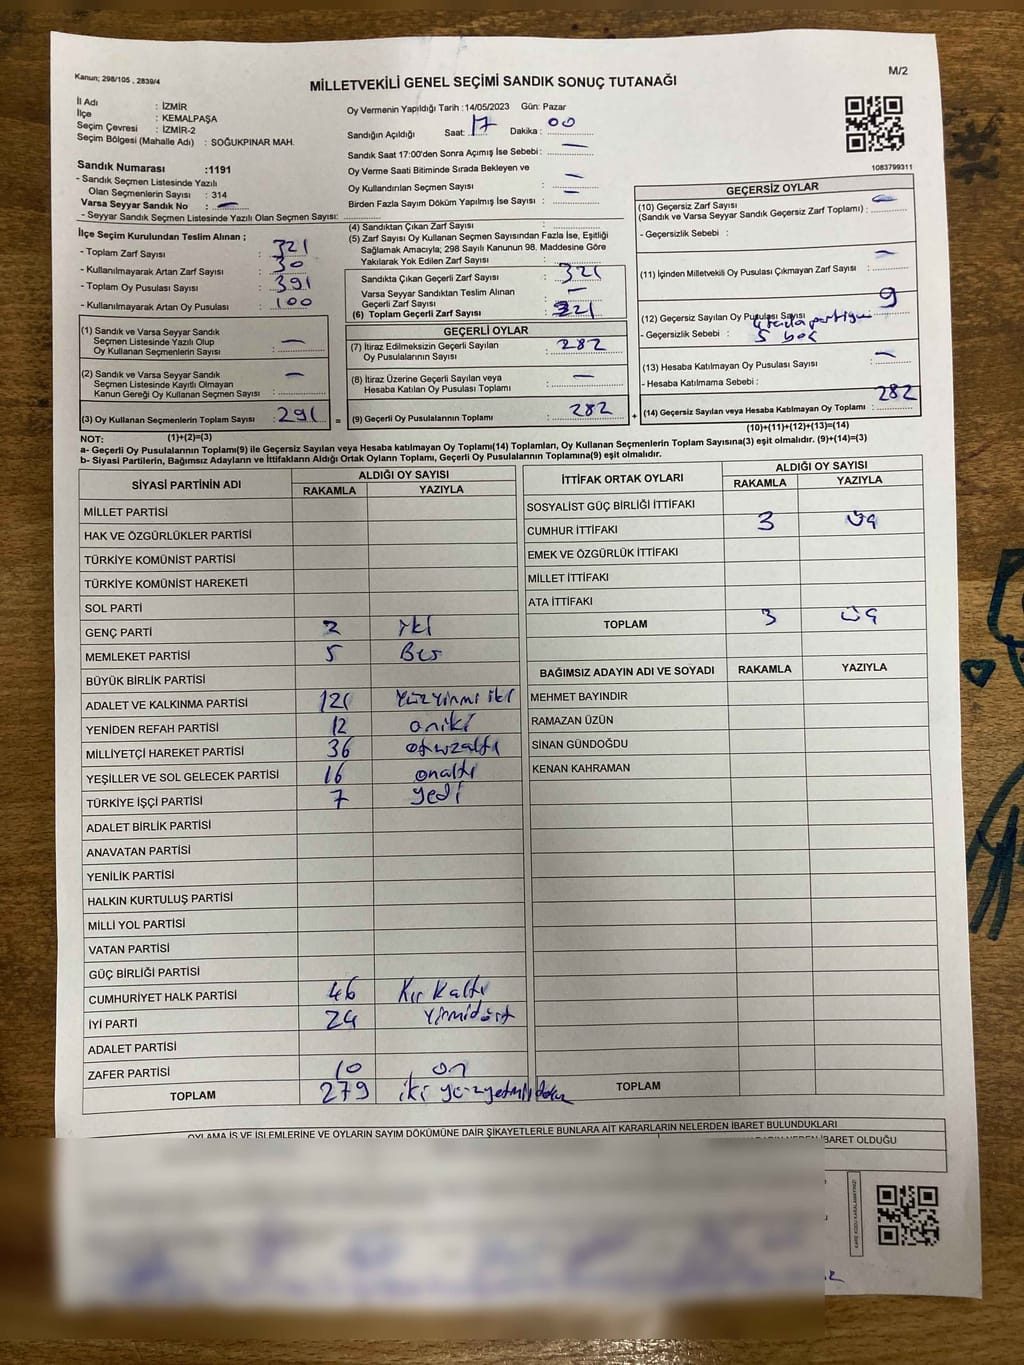 Kanun; 298/105 , 2839/4
M/2
MİLLETVEKİLİ GENEL SEÇİMİ SANDIK SONUÇ TUTANAĞI
İl Adı : İZMİR
İlçe : KEMALPAŞA
Seçim Çevresi : İZMİR-2
Seçim Bölgesi (Mahalle Adı) : SOĞUKPINAR MAH.
Sandık Numarası :1191
- Sandık Seçmen Listesinde Yazılı
Olan Seçmenlerin Sayısı : 314
Varsa Seyyar Sandık No : —
- Seyyar Sandık Seçmen Listesinde Yazılı Olan Seçmen Sayısı:
Oy Vermenin Yapıldığı Tarih :14/05/2023 Gün: Pazar
Sandığın Açıldığı Saat: 17 Dakika : 00
Sandık Saat 17:00'den Sonra Açımış İse Sebebi : —
Oy Verme Saati Bitiminde Sırada Bekleyen ve
Oy Kullandırılan Seçmen Sayısı : —
Birden Fazla Sayım Döküm Yapılmış İse Sayısı : —
1083799311
İlçe Seçim Kurulundan Teslim Alınan ;
- Toplam Zarf Sayısı : 321
- Kullanılmayarak Artan Zarf Sayısı : 30
- Toplam Oy Pusulası Sayısı : 391
- Kullanılmayarak Artan Oy Pusulası : 100
(1) Sandık ve Varsa Seyyar Sandık
Seçmen Listesinde Yazılı Olup
Oy Kullanan Seçmenlerin Sayısı : —
(2) Sandık ve Varsa Seyyar Sandık
Seçmen Listesinde Kayıtlı Olmayan
Kanun Gereği Oy Kullanan Seçmen Sayısı : —
(3) Oy Kullanan Seçmenlerin Toplam Sayısı : 291 =
(1)+(2)=(3)
(4) Sandıktan Çıkan Zarf Sayısı :
(5) Zarf Sayısı Oy Kullanan Seçmen Sayısından Fazla İse, Eşitliği
Sağlamak Amacıyla; 298 Sayılı Kanunun 98. Maddesine Göre
Yakılarak Yok Edilen Zarf Sayısı :
Sandıkta Çıkan Geçerli Zarf Sayısı : 321
Varsa Seyyar Sandıktan Teslim Alınan
Geçerli Zarf Sayısı : —
(6) Toplam Geçerli Zarf Sayısı : 321
GEÇERLİ OYLAR
(7) İtiraz Edilmeksizin Geçerli Sayılan
Oy Pusulalarının Sayısı : 282
(8) İtiraz Üzerine Geçerli Sayılan veya
Hesaba Katılan Oy Pusulaları Toplamı : —
(9) Geçerli Oy Pusulalarının Toplamı : 282 +
GEÇERSİZ OYLAR
(10) Geçersiz Zarf Sayısı
(Sandık ve Varsa Seyyar Sandık Geçersiz Zarf Toplamı) : —
- Geçersizlik Sebebi :
(11) İçinden Milletvekili Oy Pusulası Çıkmayan Zarf Sayısı : —
(12) Geçersiz Sayılan Oy Pusulası Sayısı 9
- Geçersizlik Sebebi : 5 boş
(13) Hesaba Katılmayan Oy Pusulası Sayısı : —
- Hesaba Katılmama Sebebi :
(14) Geçersiz Sayılan veya Hesaba Katılmayan Oy Toplamı : 282
(10)+(11)+(12)+(13)=(14)
NOT:
a- Geçerli Oy Pusulalarının Toplamı(9) ile Geçersiz Sayılan veya Hesaba katılmayan Oy Toplamı(14) Toplamları, Oy Kullanan Seçmenlerin Toplam Sayısına(3) eşit olmalıdır. (9)+(14)=(3)
b- Siyasi Partilerin, Bağımsız Adayların ve İttifakların Aldığı Ortak Oyların Toplamı, Geçerli Oy Pusulalarının Toplamına(9) eşit olmalıdır.
SİYASİ PARTİNİN ADI ALDIĞI OY SAYISI
RAKAMLA YAZIYLA
MİLLET PARTİSİ
HAK VE ÖZGÜRLÜKLER PARTİSİ
TÜRKİYE KOMÜNİST PARTİSİ
TÜRKİYE KOMÜNİST HAREKETİ
SOL PARTİ
GENÇ PARTİ 2 iki
MEMLEKET PARTİSİ 5 Beş
BÜYÜK BİRLİK PARTİSİ
ADALET VE KALKINMA PARTİSİ 121 Yüzyirmi iki
YENİDEN REFAH PARTİSİ 12 oniki
MİLLİYETÇİ HAREKET PARTİSİ 36 otuzaltı
YEŞİLLER VE SOL GELECEK PARTİSİ 16 onaltı
TÜRKİYE İŞÇİ PARTİSİ 7 yedi
ADALET BİRLİK PARTİSİ
ANAVATAN PARTİSİ
YENİLİK PARTİSİ
HALKIN KURTULUŞ PARTİSİ
MİLLİ YOL PARTİSİ
VATAN PARTİSİ
GÜÇ BİRLİĞİ PARTİSİ
CUMHURİYET HALK PARTİSİ 46 Kırkaltı
İYİ PARTİ 24 Yirmidört
ADALET PARTİSİ
ZAFER PARTİSİ 10 on
TOPLAM 279 iki yüzyetmişdokuz
İTTİFAK ORTAK OYLARI ALDIĞI OY SAYISI
RAKAMLA YAZIYLA
SOSYALİST GÜÇ BİRLİĞİ İTTİFAKI
CUMHUR İTTİFAKI 3 üç
EMEK VE ÖZGÜRLÜK İTTİFAKI
MİLLET İTTİFAKI
ATA İTTİFAKI
TOPLAM 3 üç
BAĞIMSIZ ADAYIN ADI VE SOYADI RAKAMLA YAZIYLA
MEHMET BAYINDIR
RAMAZAN ÜZÜN
SİNAN GÜNDOĞDU
KENAN KAHRAMAN
TOPLAM
OYLAMA İŞ VE İŞLEMLERİNE VE OYLARIN SAYIM DÖKÜMÜNE DAİR ŞİKAYETLERLE BUNLARA AİT KARARLARIN NELERDEN İBARET BULUNDUKLARI
NEDEN İBARET OLDUĞU